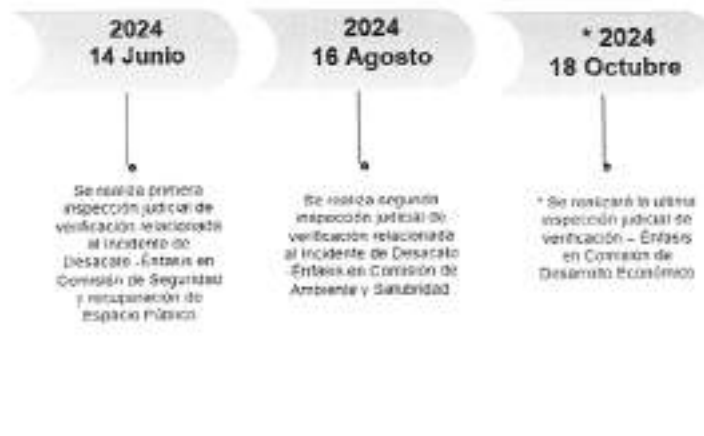 2024
14 Junio
Se realiza primera
inspección judicial de
verificación relacionada
al incidente de
Desacato -Énfasis en
Comisión de Seguridad
y recuperación de
Espacio Público
2024
16 Agosto
Se realiza segunda
inspección judicial de
verificación relacionada
al incidente de Desacato
-Énfasis en Comisión de
Ambiente y Salubridad
* 2024
18 Octubre
* Se realizará la ultima
inspección judicial de
verificación – Énfasis
en Comisión de
Desarrollo Económico